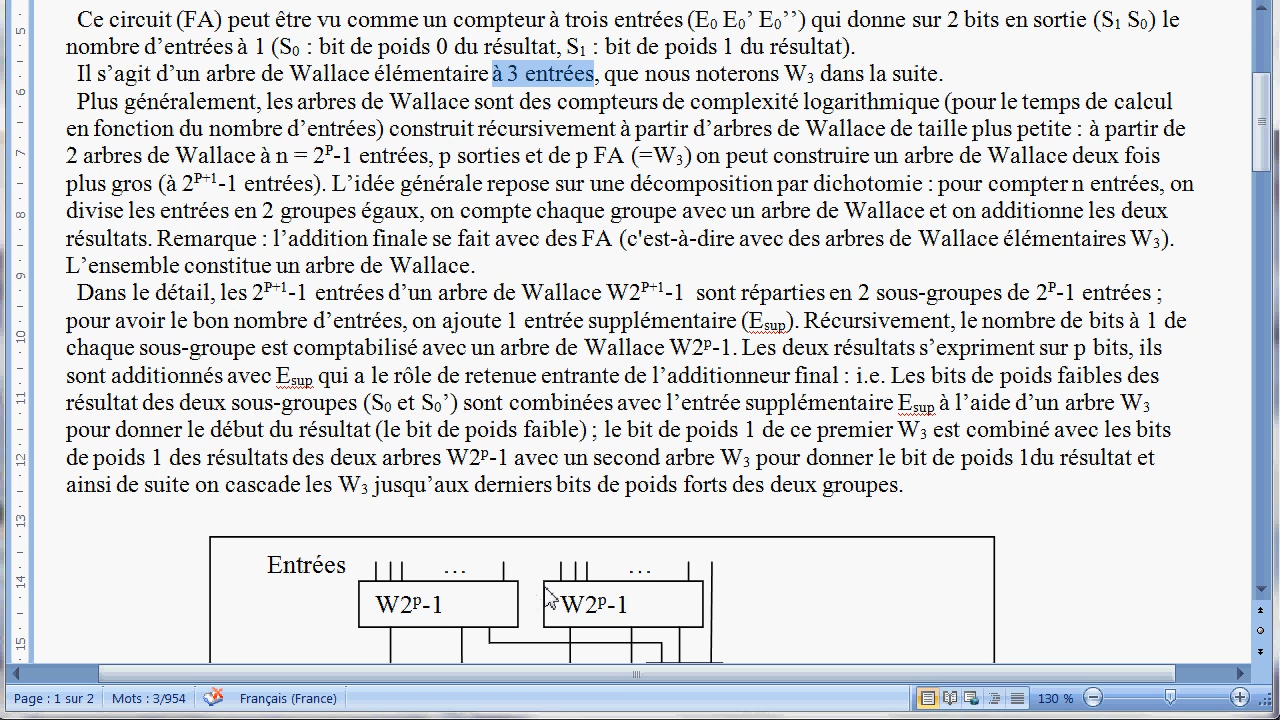 Ce circuit (FA) peut être vu comme un compteur à trois entrées (E₀ E₀’ E₀’’) qui donne sur 2 bits en sortie (S₁ S₀) le
nombre d’entrées à 1 (S₀ : bit de poids 0 du résultat, S₁ : bit de poids 1 du résultat).
Il s’agit d’un arbre de Wallace élémentaire à 3 entrées, que nous noterons W₃ dans la suite.
Plus généralement, les arbres de Wallace sont des compteurs de complexité logarithmique (pour le temps de calcul
en fonction du nombre d’entrées) construit récursivement à partir d’arbres de Wallace de taille plus petite : à partir de
2 arbres de Wallace à n = 2ᴾ-1 entrées, p sorties et de p FA (=W₃) on peut construire un arbre de Wallace deux fois
plus gros (à 2ᴾ⁺¹-1 entrées). L’idée générale repose sur une décomposition par dichotomie : pour compter n entrées, on
divise les entrées en 2 groupes égaux, on compte chaque groupe avec un arbre de Wallace et on additionne les deux
résultats. Remarque : l’addition finale se fait avec des FA (c'est-à-dire avec des arbres de Wallace élémentaires W₃).
L’ensemble constitue un arbre de Wallace.
Dans le détail, les 2ᴾ⁺¹-1 entrées d’un arbre de Wallace W2ᴾ⁺¹-1 sont réparties en 2 sous-groupes de 2ᴾ-1 entrées ;
pour avoir le bon nombre d’entrées, on ajoute 1 entrée supplémentaire (Esup). Récursivement, le nombre de bits à 1 de
chaque sous-groupe est comptabilisé avec un arbre de Wallace W2ᵖ-1. Les deux résultats s’expriment sur p bits, ils
sont additionnés avec Esup qui a le rôle de retenue entrante de l’additionneur final : i.e. Les bits de poids faibles des
résultat des deux sous-groupes (S₀ et S₀’) sont combinées avec l’entrée supplémentaire Esup à l’aide d’un arbre W₃
pour donner le début du résultat (le bit de poids faible) ; le bit de poids 1 de ce premier W₃ est combiné avec les bits
de poids 1 des résultats des deux arbres W2ᵖ-1 avec un second arbre W₃ pour donner le bit de poids 1du résultat et
ainsi de suite on cascade les W₃ jusqu’aux derniers bits de poids forts des deux groupes.
Entrées ... ...
W2ᵖ-1 W2ᵖ-1
5
6
7
8
9
10
11
12
13
14
15
Page : 1 sur 2 Mots : 3/954 Français (France) 130 %